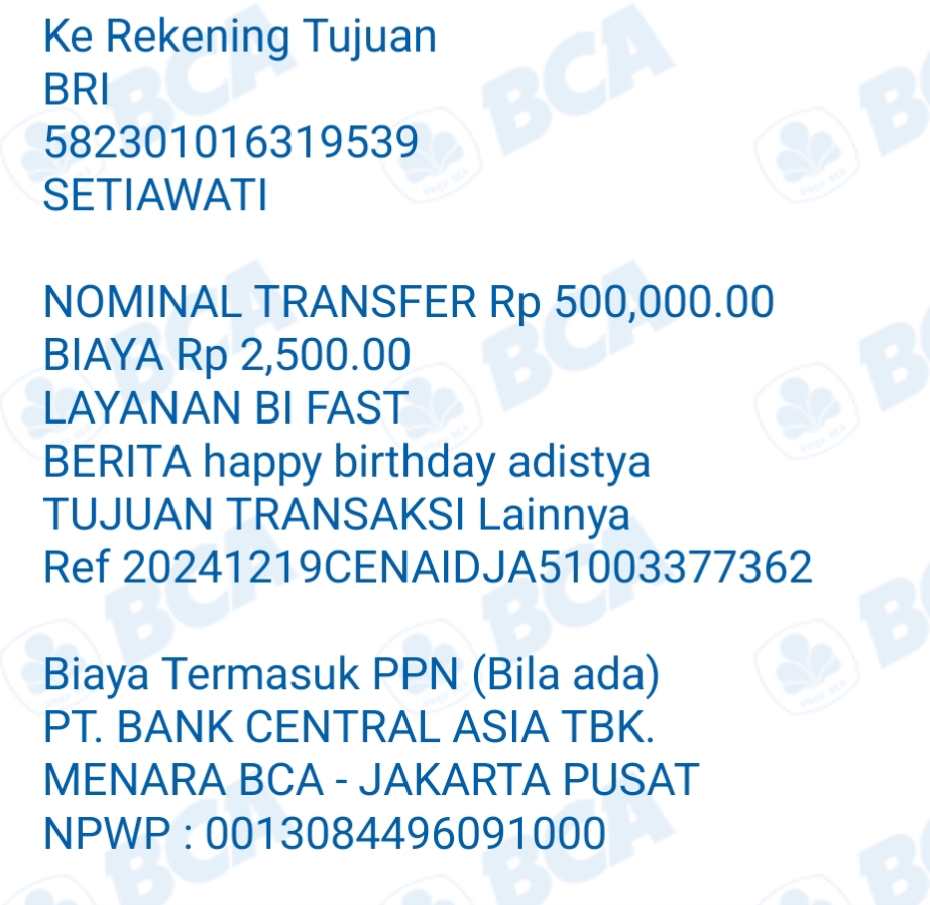 Ke Rekening Tujuan
BRI
582301016319539
SETIAWATI
NOMINAL TRANSFER Rp 500,000.00
BIAYA Rp 2,500.00
LAYANAN BI FAST
BERITA happy birthday adistya
TUJUAN TRANSAKSI Lainnya
Ref 20241219CENAIDJA51003377362
Biaya Termasuk PPN (Bila ada)
PT. BANK CENTRAL ASIA TBK.
MENARA BCA - JAKARTA PUSAT
NPWP : 0013084496091000